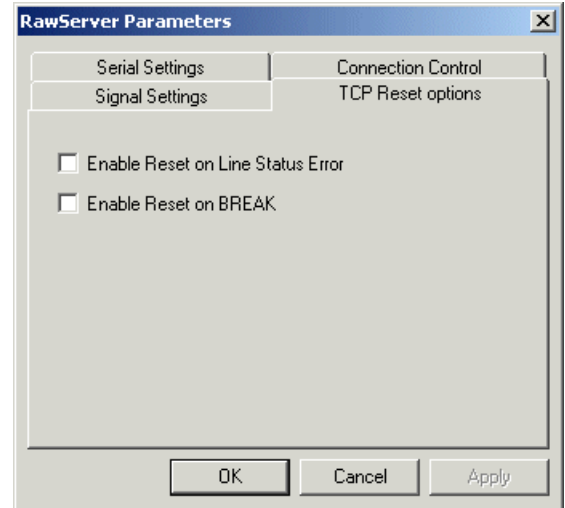 RawServer Parameters
Serial Settings
Connection Control
Signal Settings
TCP Reset options
Enable Reset on Line Status Error
Enable Reset on BREAK
OK
Cancel
Apply